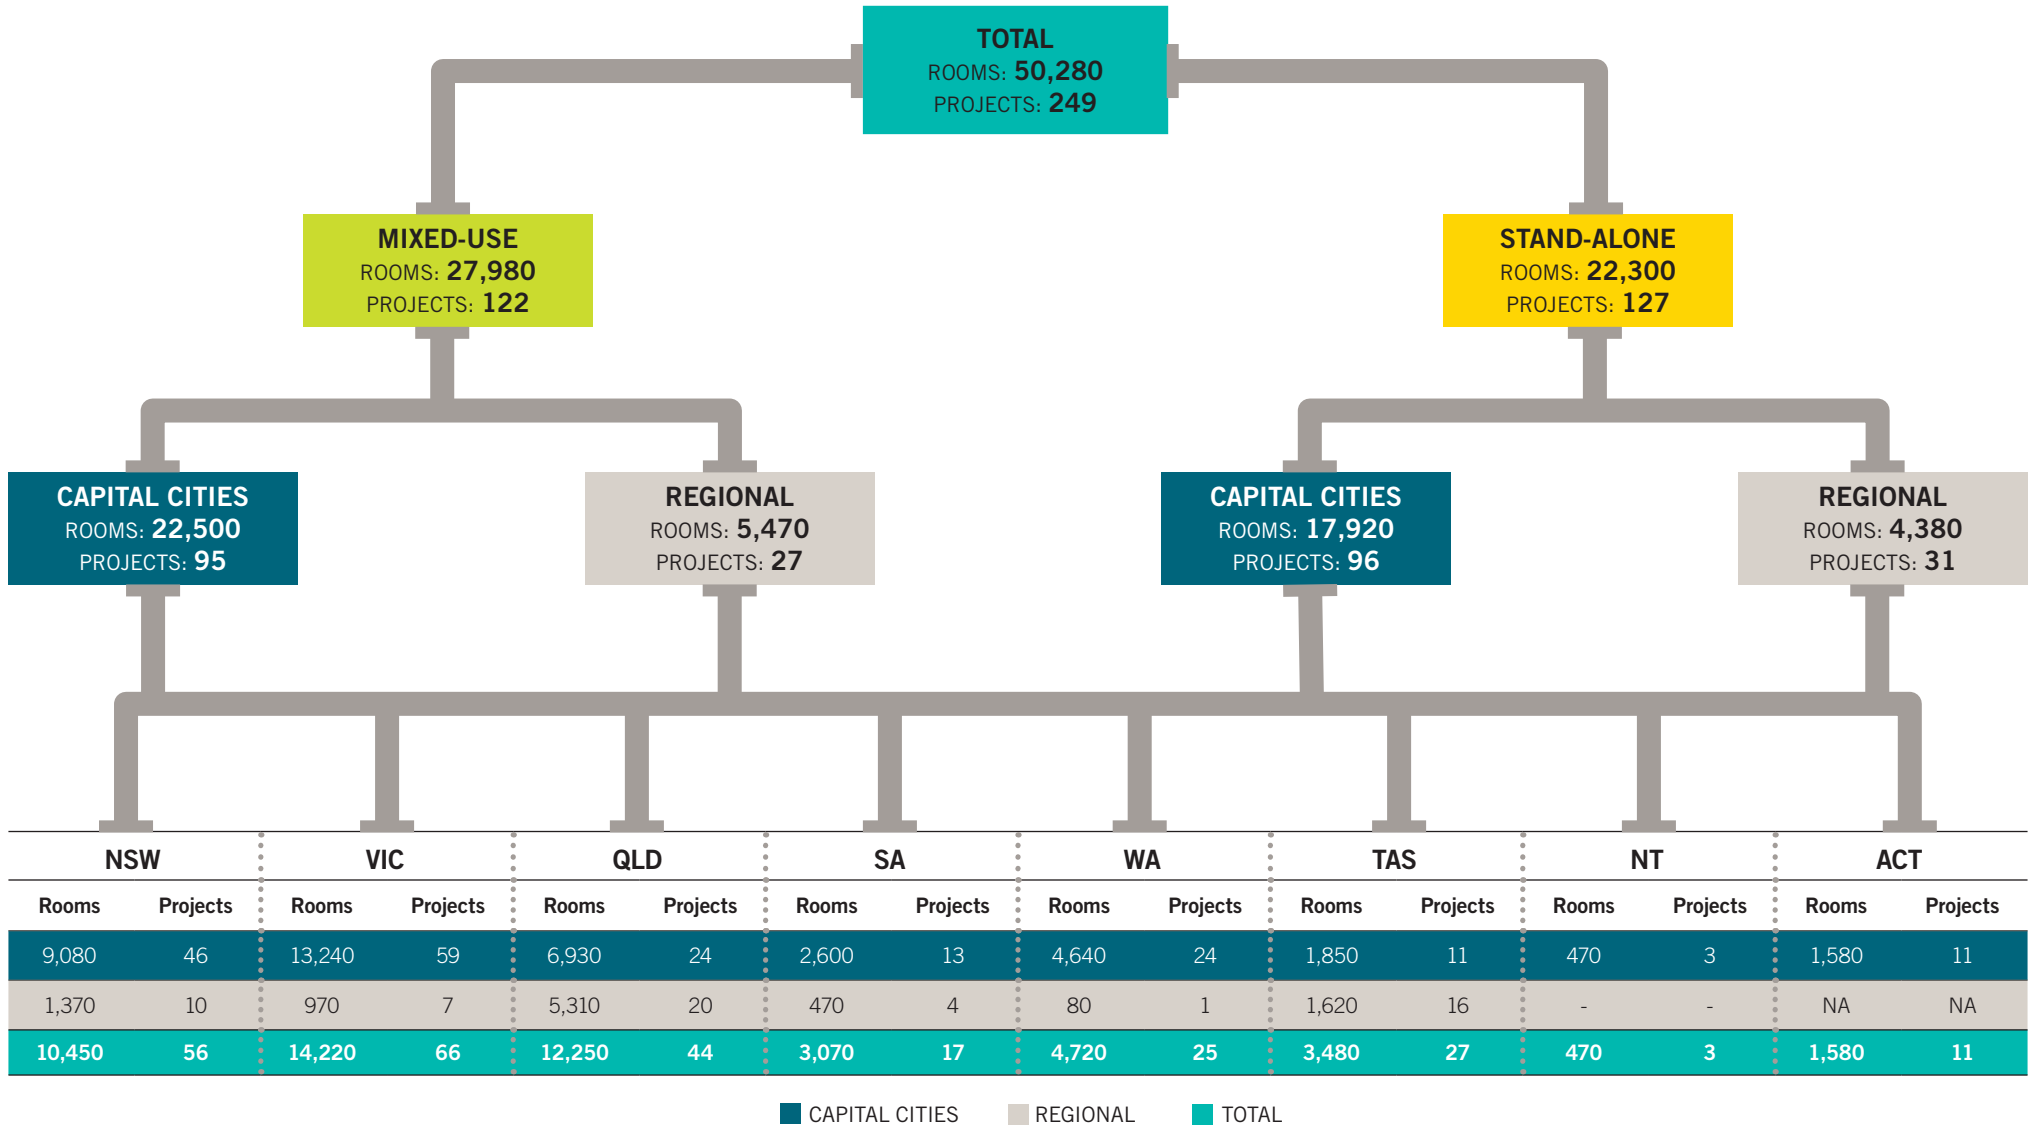 TOTAL
ROOMS: 50,280
PROJECTS: 249
MIXED-USE
ROOMS: 27,980
PROJECTS: 122
STAND-ALONE
ROOMS: 22,300
PROJECTS: 127
CAPITAL CITIES
ROOMS: 22,500
PROJECTS: 95
REGIONAL
ROOMS: 5,470
PROJECTS: 27
CAPITAL CITIES
ROOMS: 17,920
PROJECTS: 96
REGIONAL
ROOMS: 4,380
PROJECTS: 31
NSW VIC QLD SA WA TAS NT ACT
Rooms Projects Rooms Projects Rooms Projects Rooms Projects Rooms Projects Rooms Projects Rooms Projects Rooms Projects
9,080 46 13,240 59 6,930 24 2,600 13 4,640 24 1,850 11 470 3 1,580 11
1,370 10 970 7 5,310 20 470 4 80 1 1,620 16 - - NA NA
10,450 56 14,220 66 12,250 44 3,070 17 4,720 25 3,480 27 470 3 1,580 11
CAPITAL CITIES REGIONAL TOTAL